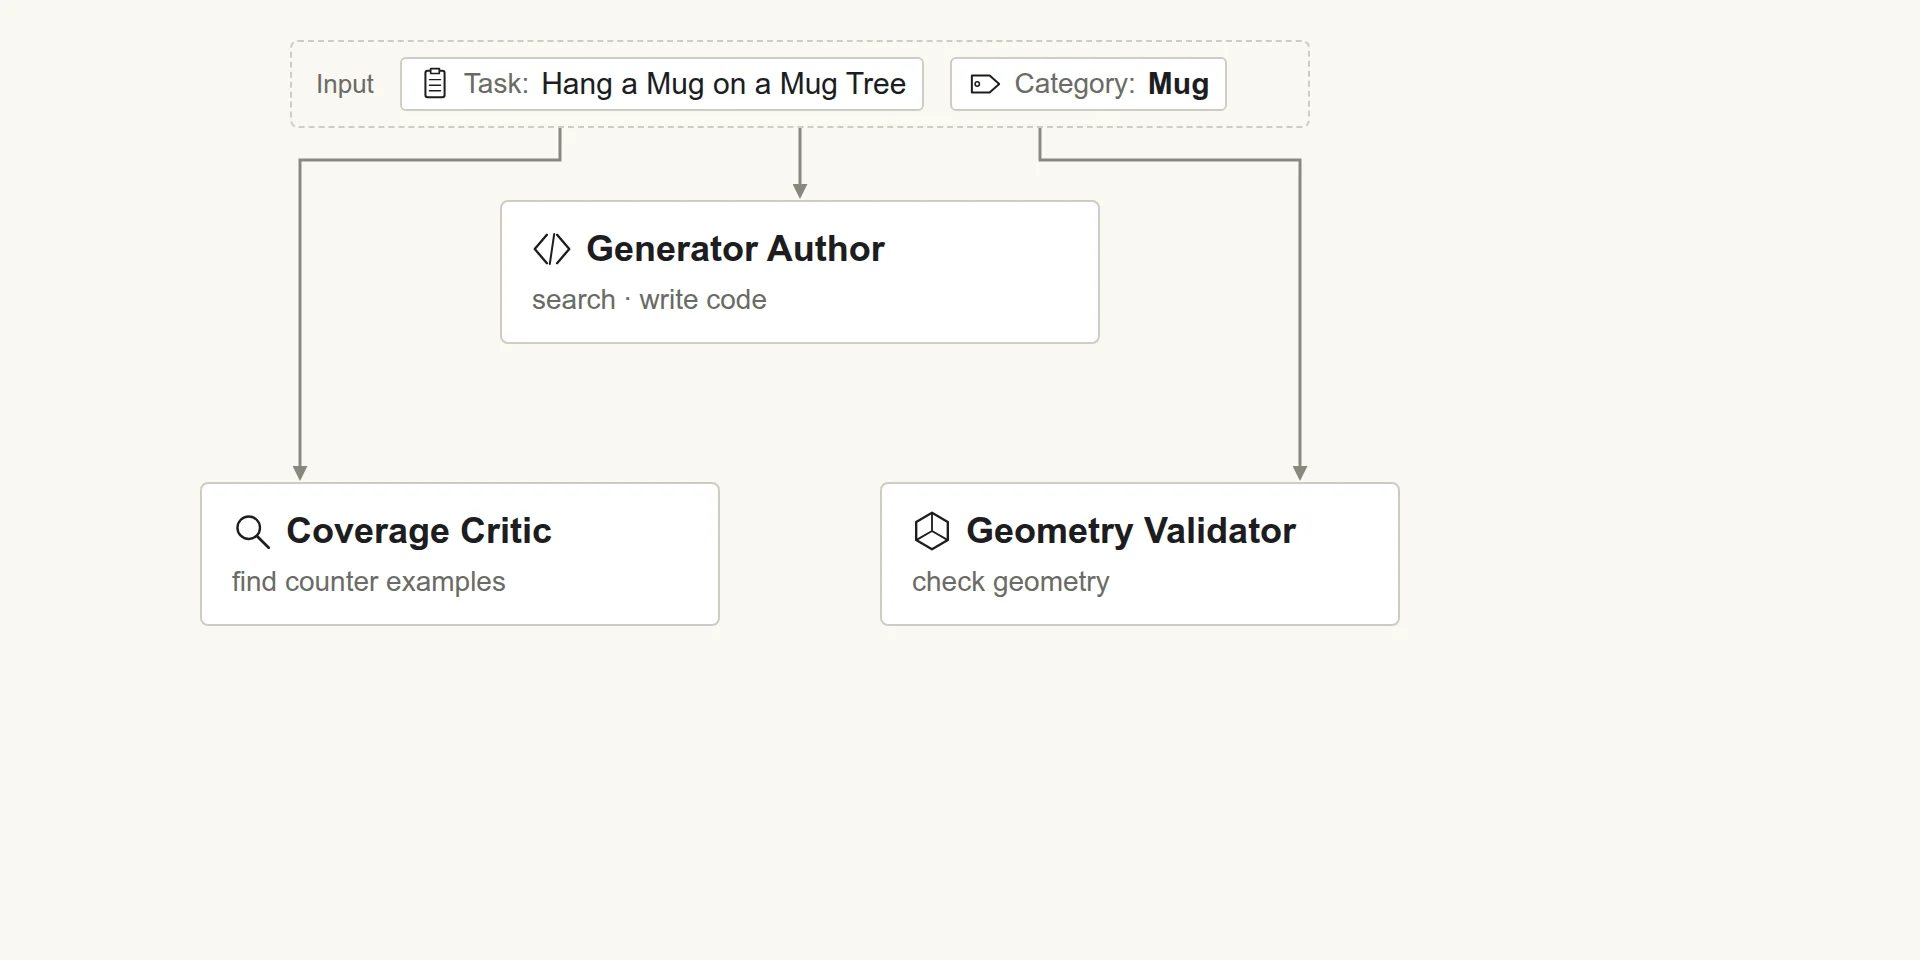 Input
Task: Hang a Mug on a Mug Tree
Category: Mug
Generator Author
search · write code
Coverage Critic
find counter examples
Geometry Validator
check geometry